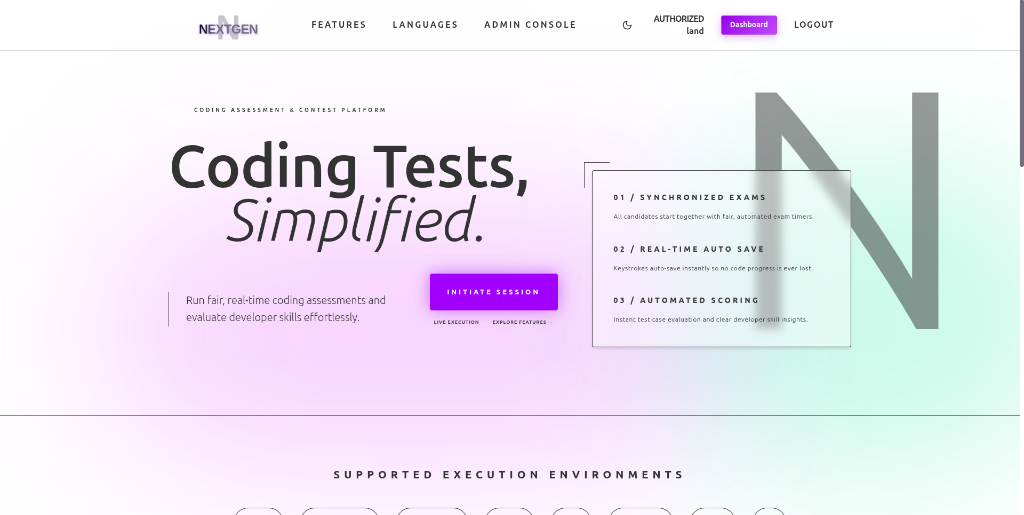 NEXTGEN
FEATURES LANGUAGES ADMIN CONSOLE
AUTHORIZED
land
Dashboard
LOGOUT
CODING ASSESSMENT & CONTEST PLATFORM
Coding Tests,
Simplified.
Run fair, real-time coding assessments and
evaluate developer skills effortlessly.
INITIATE SESSION
LIVE EXECUTION EXPLORE FEATURES
N
01 / SYNCHRONIZED EXAMS
All candidates start together with fair, automated exam timers.
02 / REAL-TIME AUTO SAVE
Keystrokes auto-save instantly so no code progress is ever lost.
03 / AUTOMATED SCORING
Instant test case evaluation and clear developer skill insights.
SUPPORTED EXECUTION ENVIRONMENTS